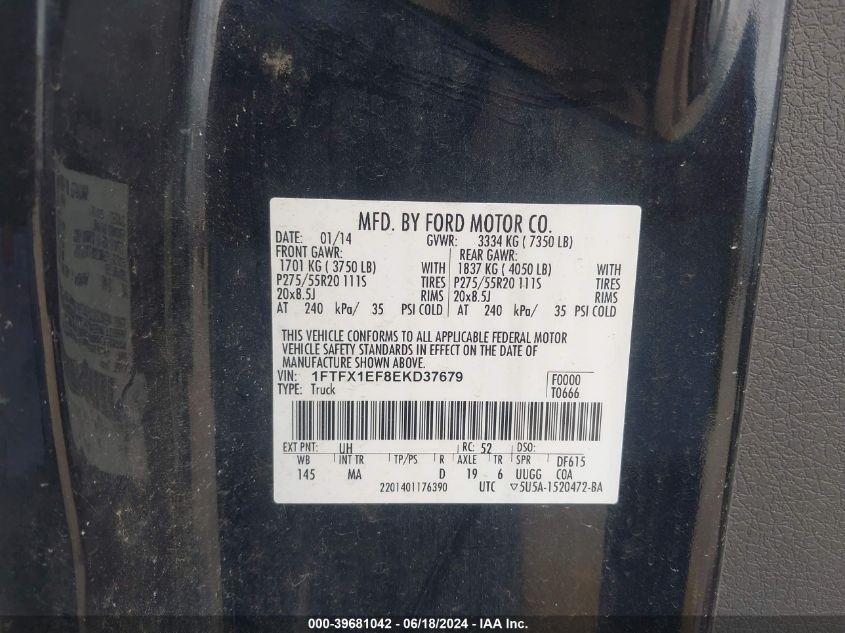 MFD. BY FORD MOTOR CO.
DATE: 01/14 GVWR: 3334 KG ( 7350 LB)
FRONT GAWR: REAR GAWR:
1701 KG ( 3750 LB) WITH 1837 KG ( 4050 LB) WITH
P275/55R20 111S TIRES P275/55R20 111S TIRES
20x8.5J RIMS 20x8.5J RIMS
AT 240 kPa/ 35 PSI COLD AT 240 kPa/ 35 PSI COLD
THIS VEHICLE CONFORMS TO ALL APPLICABLE FEDERAL MOTOR
VEHICLE SAFETY STANDARDS IN EFFECT ON THE DATE OF
MANUFACTURE SHOWN ABOVE.
VIN: 1FTFX1EF8EKD37679 F0000
TYPE: Truck T0666
EXT PNT: UH RC: 52 DSO:
WB INT TR TP/PS R AXLE TR SPR DF615
145 MA D 19 6 UUGG COA
2201401176390 UTC ▽5U5A-1520472-BA
000-39681042 - 06/18/2024 - IAA Inc.